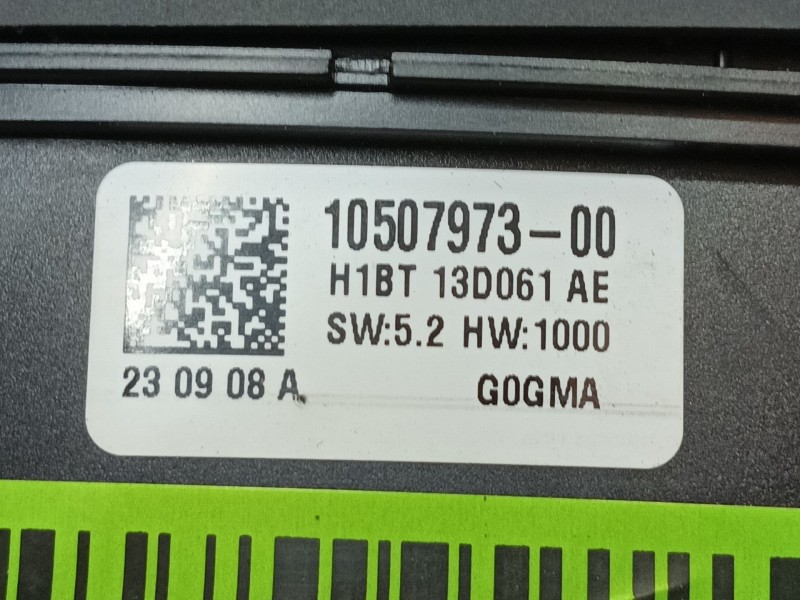 10507973-00
H1BT 13D061 AE
SW:5.2 HW:1000
23 09 08 A G0GMA